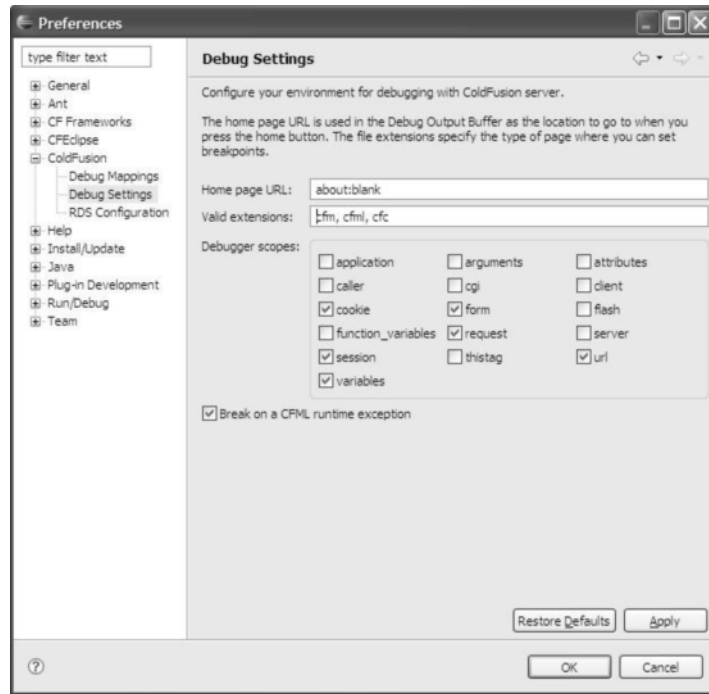 Preferences
type filter text
General
Ant
CF Frameworks
CFEclipse
ColdFusion
Debug Mappings
Debug Settings
RDS Configuration
Help
Install/Update
Java
Plug-in Development
Run/Debug
Team
Debug Settings
Configure your environment for debugging with ColdFusion server.
The home page URL is used in the Debug Output Buffer as the location to go to when you
press the home button. The file extensions specify the type of page where you can set
breakpoints.
Home page URL: about:blank
Valid extensions: cfm, cfml, cfc
Debugger scopes:
application arguments attributes
caller cgi client
cookie form flash
function_variables request server
session thistag url
variables
Break on a CFML runtime exception
Restore Defaults Apply
OK Cancel